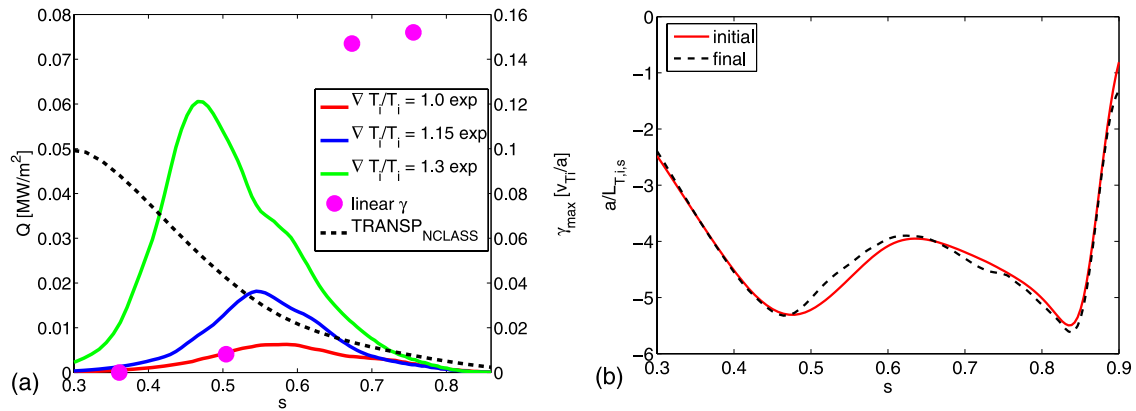 0.08
0.07
0.06
0.05
0.04
0.03
0.02
0.01
0
Q [MW/m²]
0.3 0.4 0.5 0.6 0.7 0.8
s
(a)
∇ Tᵢ/Tᵢ = 1.0 exp
∇ Tᵢ/Tᵢ = 1.15 exp
∇ Tᵢ/Tᵢ = 1.3 exp
linear γ
TRANSP_NCLASS
0.16
0.14
0.12
0.1
0.08
0.06
0.04
0.02
0
γ_max [v_Ti/a]
0
−1
−2
−3
−4
−5
−6
a/L_T,i,s
initial
final
0.3 0.4 0.5 0.6 0.7 0.8 0.9
s
(b)